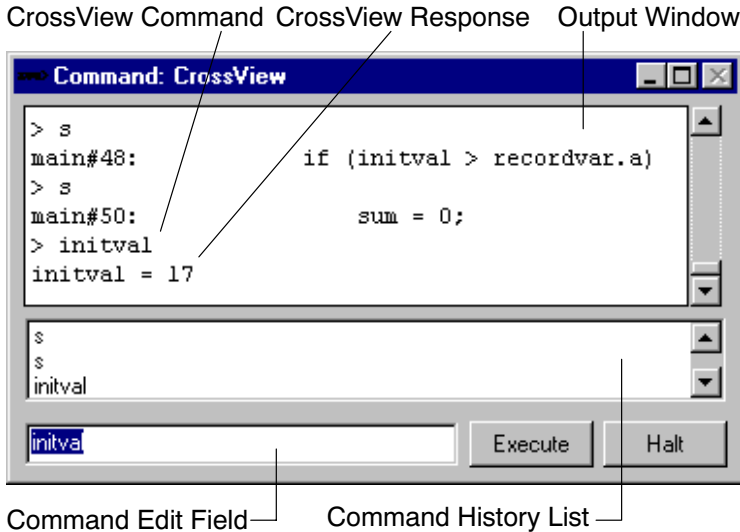 CrossView Command CrossView Response Output Window
Command: CrossView
> s
main#48: if (initval > recordvar.a)
> s
main#50: sum = 0;
> initval
initval = 17
s
s
initval
initval Execute Halt
Command Edit Field Command History List